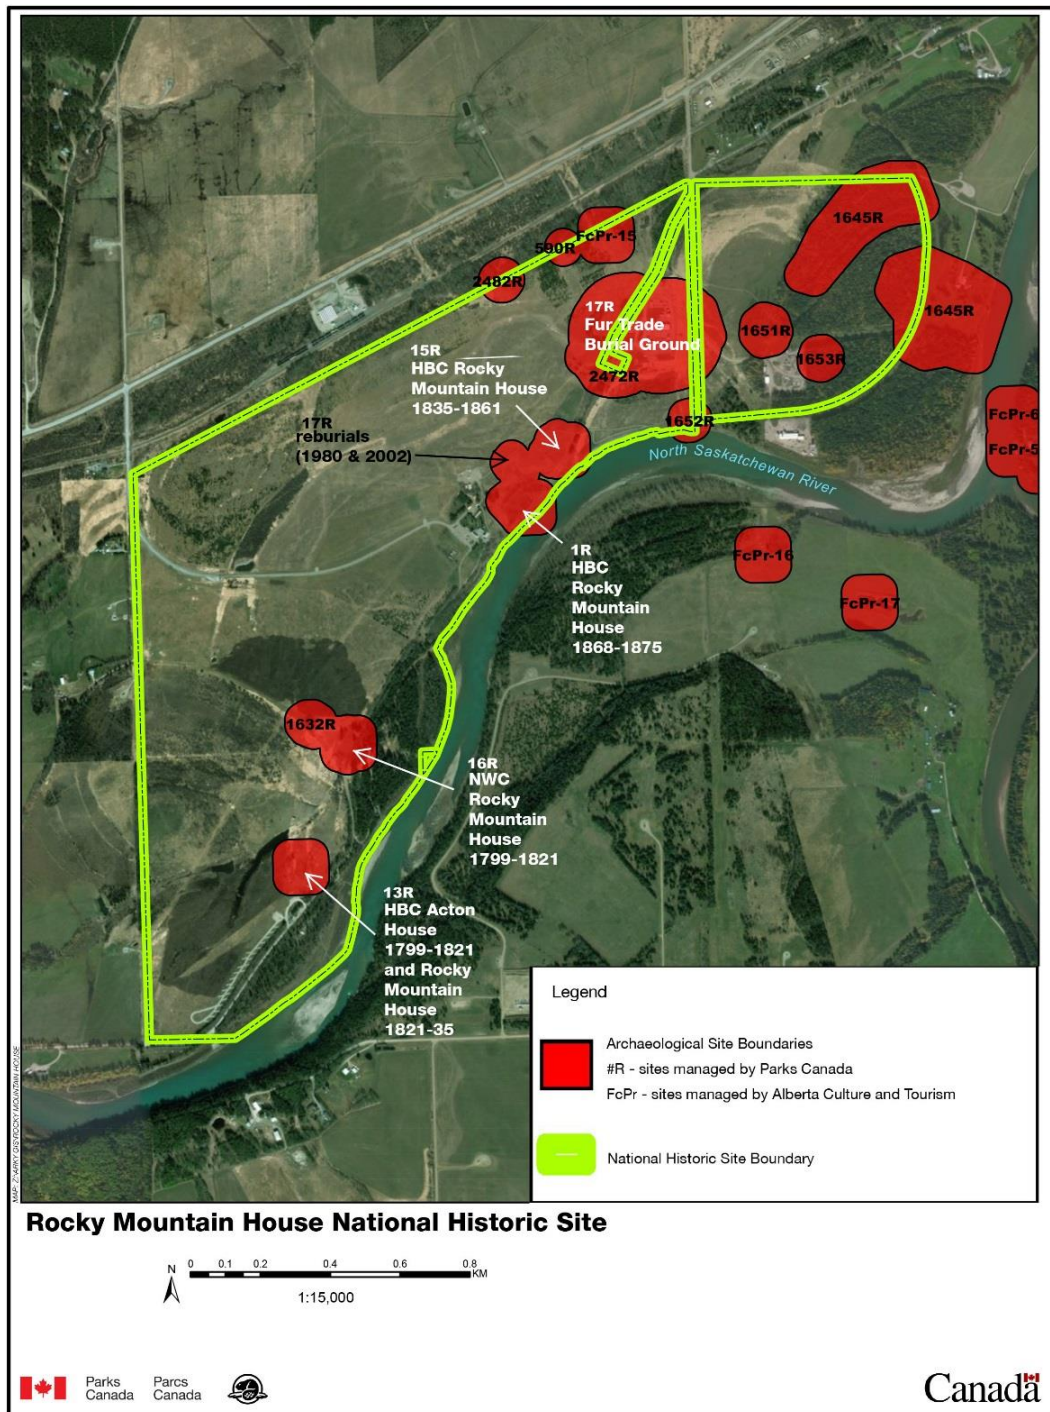 1645R
590R
FcPr-15
2482R
17R
Fur Trade
Burial Ground
2472R
1651R
1653R
1645R
15R
HBC Rocky
Mountain House
1835-1861
1652R
17R
reburials
(1980 & 2002)
North Saskatchewan River
FcPr-6
FcPr-5
FcPr-16
FcPr-17
1R
HBC
Rocky
Mountain
House
1868-1875
1632R
16R
NWC
Rocky
Mountain
House
1799-1821
13R
HBC Acton
House
1799-1821
and Rocky
Mountain
House
1821-35
Legend
Archaeological Site Boundaries
#R - sites managed by Parks Canada
FcPr - sites managed by Alberta Culture and Tourism
National Historic Site Boundary
Rocky Mountain House National Historic Site
N
0 0.1 0.2 0.4 0.6 0.8
KM
1:15,000
Parks Parcs
Canada Canada
Canada